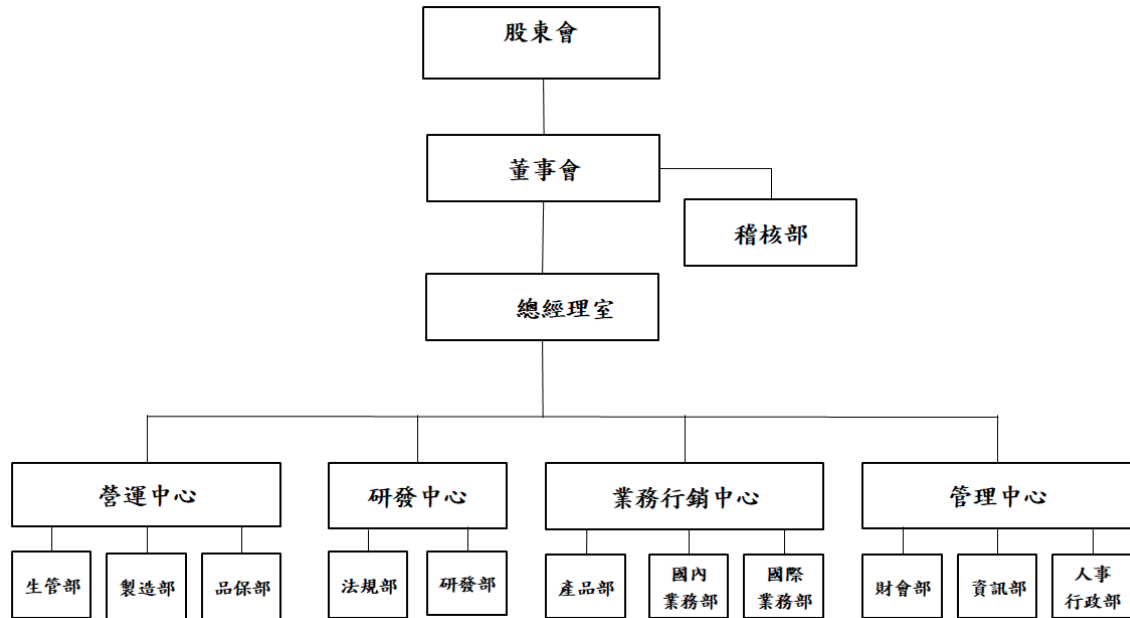 股東會
董事會
稽核部
總經理室
營運中心
研發中心
業務行銷中心
管理中心
生管部
製造部
品保部
法規部
研發部
產品部
國內
業務部
國際
業務部
財會部
資訊部
人事
行政部